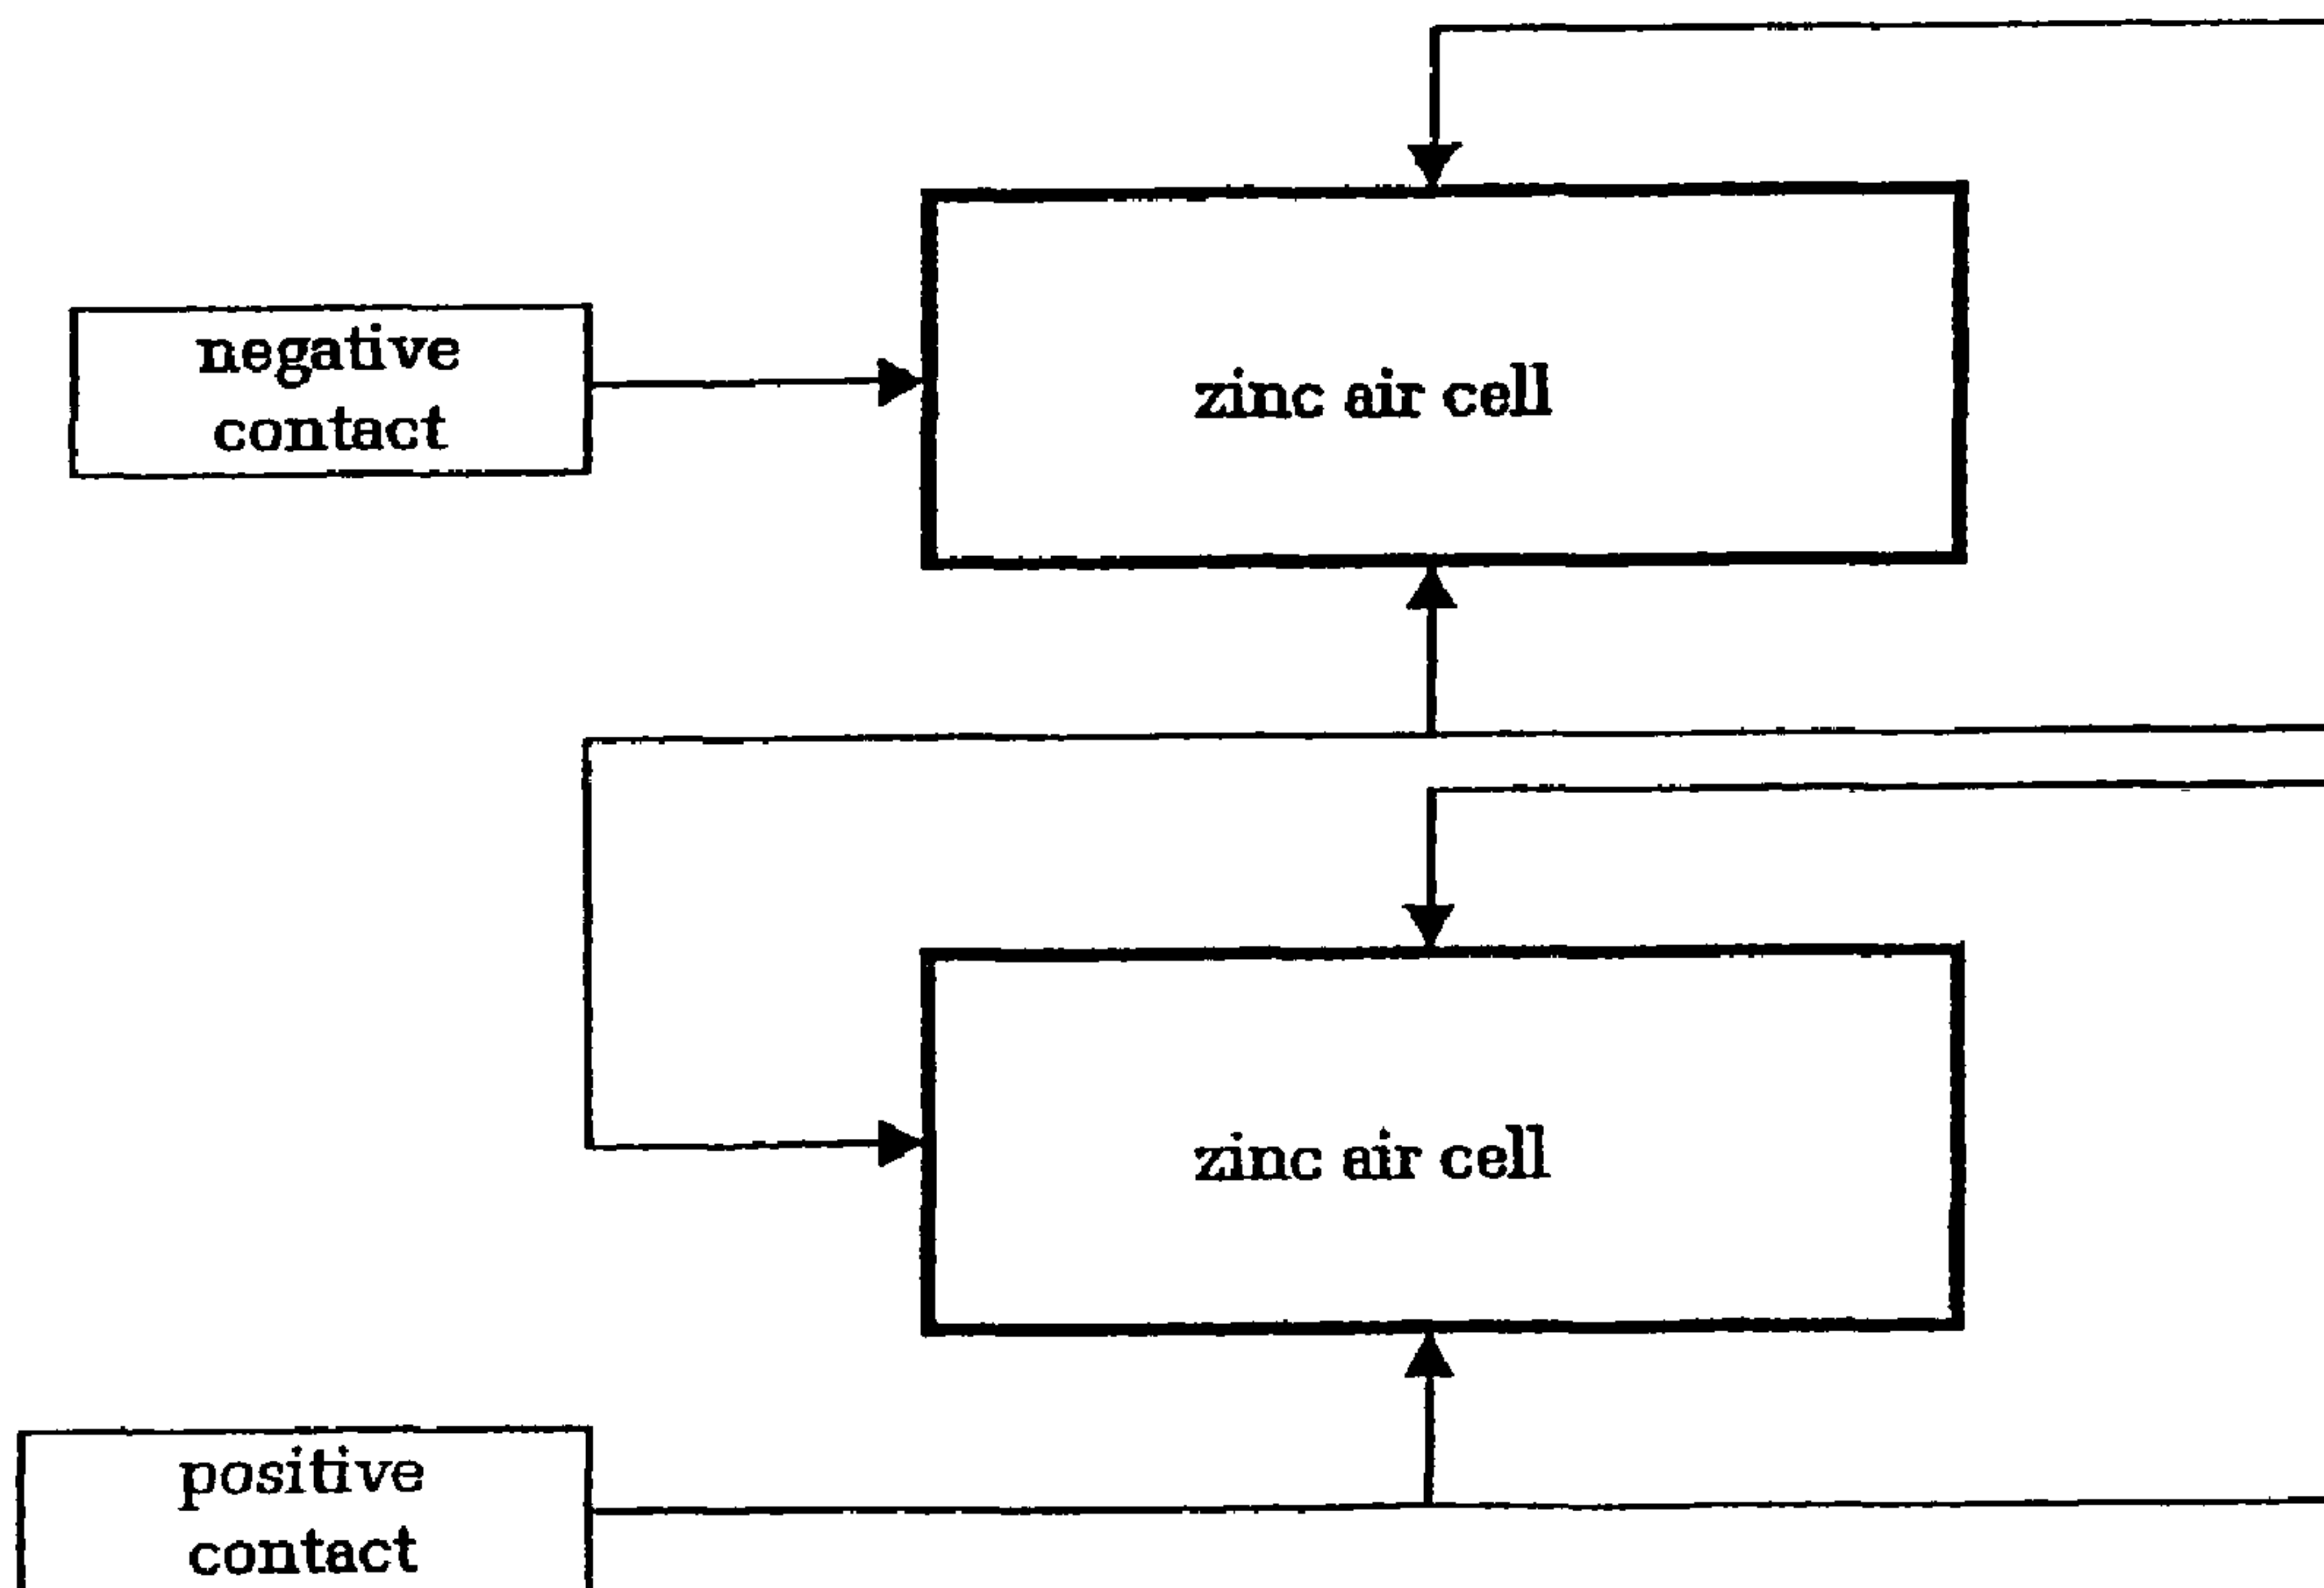 negative
contact
zinc air cell
zinc air cell
positive
contact